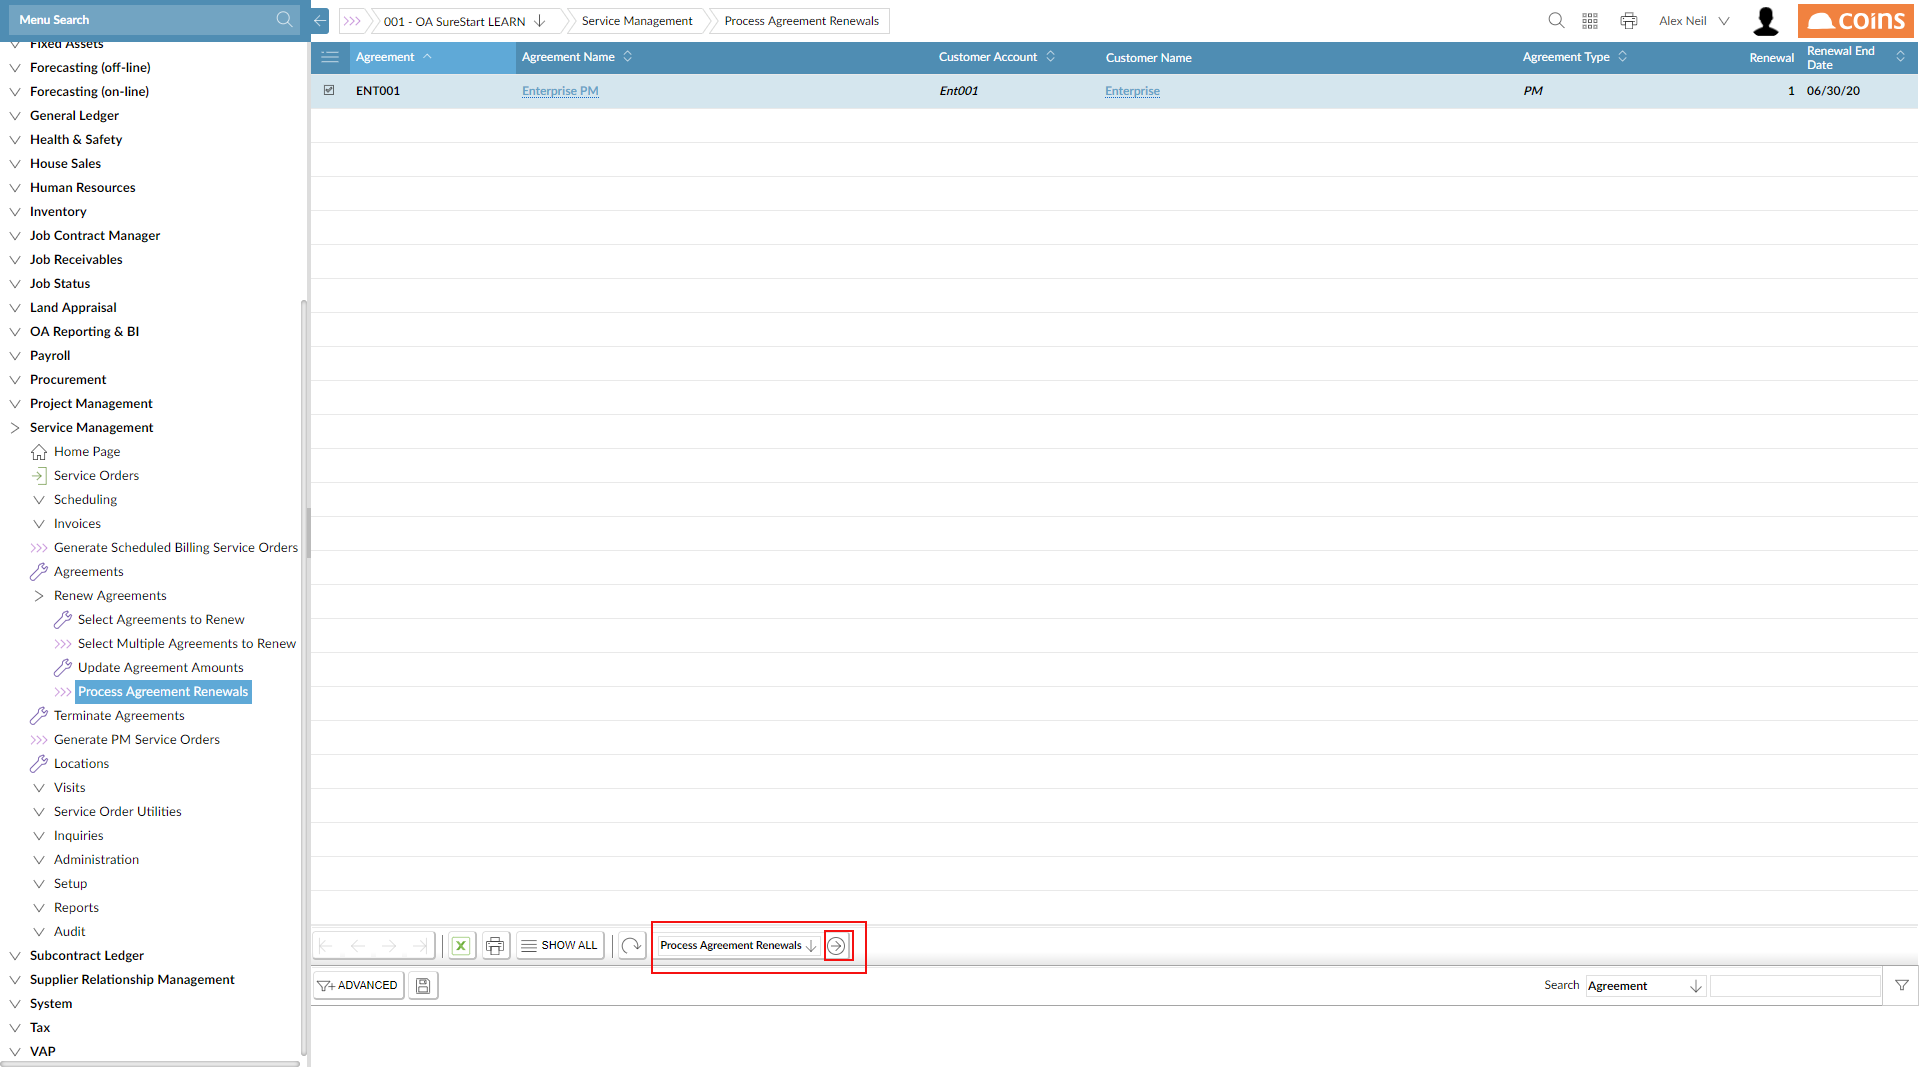 Menu Search
001 - OA SureStart LEARN
Service Management
Process Agreement Renewals
Alex Neil
coins
Agreement
Agreement Name
Customer Account
Customer Name
Agreement Type
Renewal
Renewal End
Date
ENT001
Enterprise PM
Ent001
Enterprise
PM
1
06/30/20
Fixed Assets
Forecasting (off-line)
Forecasting (on-line)
General Ledger
Health & Safety
House Sales
Human Resources
Inventory
Job Contract Manager
Job Receivables
Job Status
Land Appraisal
OA Reporting & BI
Payroll
Procurement
Project Management
Service Management
Home Page
Service Orders
Scheduling
Invoices
Generate Scheduled Billing Service Orders
Agreements
Renew Agreements
Select Agreements to Renew
Select Multiple Agreements to Renew
Update Agreement Amounts
Process Agreement Renewals
Terminate Agreements
Generate PM Service Orders
Locations
Visits
Service Order Utilities
Inquiries
Administration
Setup
Reports
Audit
Subcontract Ledger
Supplier Relationship Management
System
Tax
VAP
SHOW ALL
Process Agreement Renewals
ADVANCED
Search
Agreement